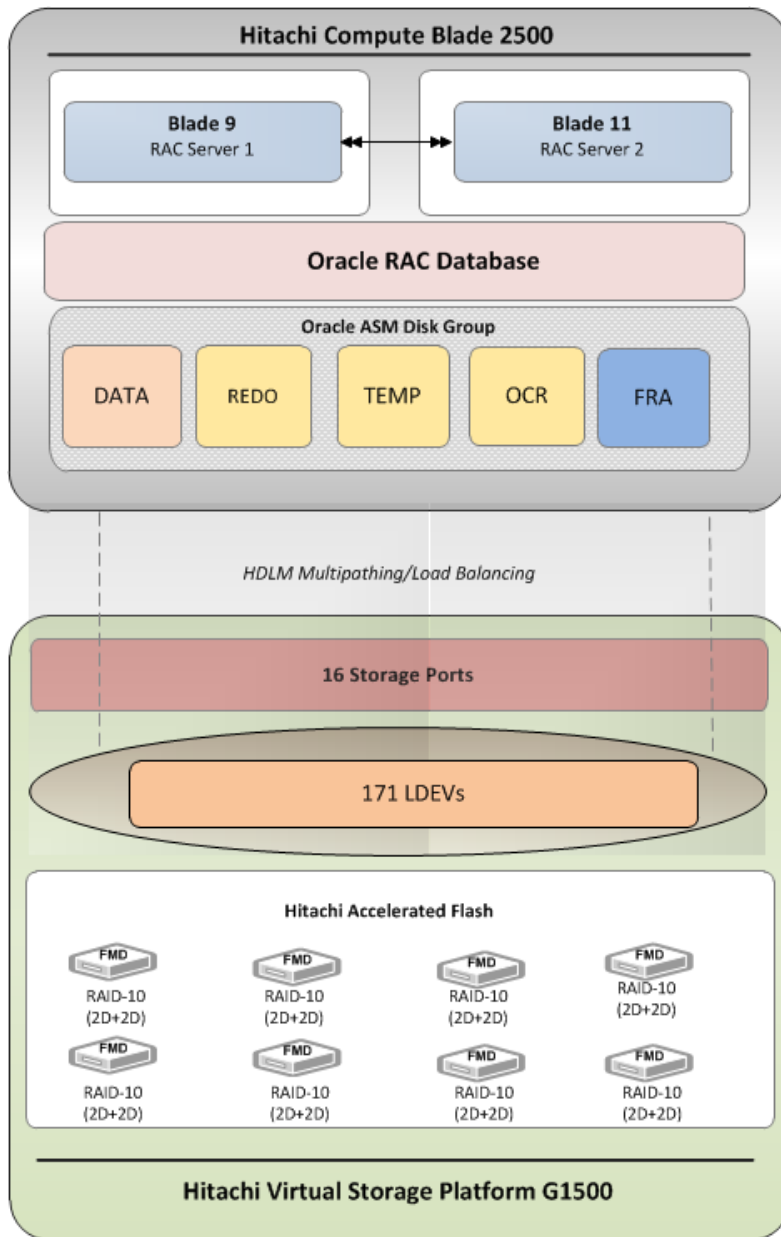 Hitachi Compute Blade 2500
Blade 9
RAC Server 1
Blade 11
RAC Server 2
Oracle RAC Database
Oracle ASM Disk Group
DATA
REDO
TEMP
OCR
FRA
HDLM Multipathing/Load Balancing
16 Storage Ports
171 LDEVs
Hitachi Accelerated Flash
FMD
RAID-10
(2D+2D)
FMD
RAID-10
(2D+2D)
FMD
RAID-10
(2D+2D)
FMD
RAID-10
(2D+2D)
FMD
RAID-10
(2D+2D)
FMD
RAID-10
(2D+2D)
FMD
RAID-10
(2D+2D)
FMD
RAID-10
(2D+2D)
Hitachi Virtual Storage Platform G1500